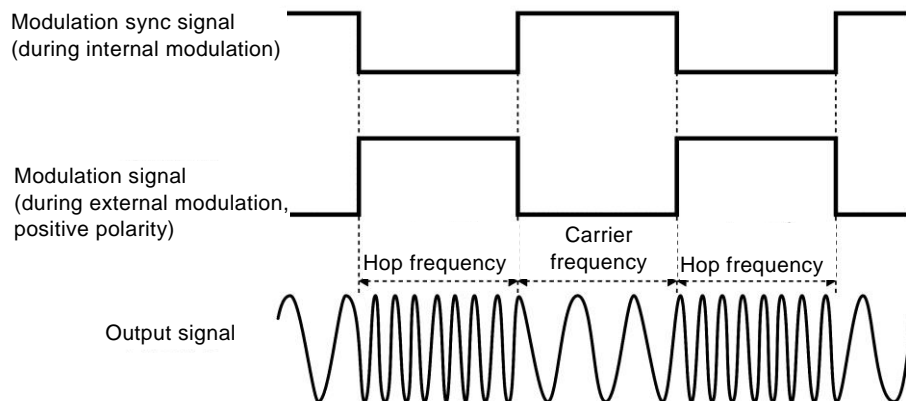 Modulation sync signal
(during internal modulation)
Modulation signal
(during external modulation,
positive polarity)
Carrier
Hop frequency
frequency
Hop frequency
Output signal